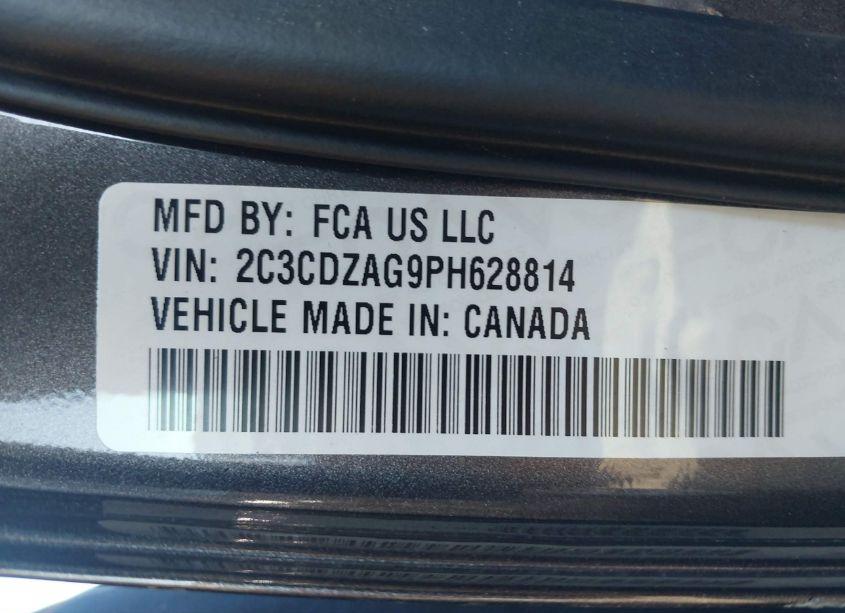 MFD BY: FCA US LLC
VIN: 2C3CDZAG9PH628814
VEHICLE MADE IN: CANADA